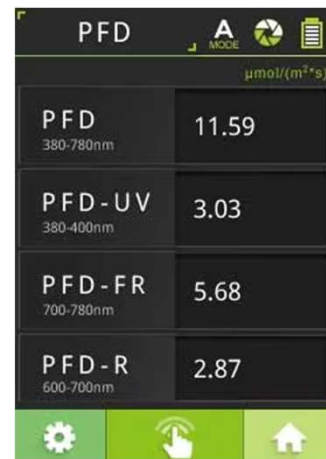 PFD
A
MODE
μmol/(m²*s)
PFD
380-780nm
11.59
PFD-UV
380-400nm
3.03
PFD-FR
700-780nm
5.68
PFD-R
600-700nm
2.87